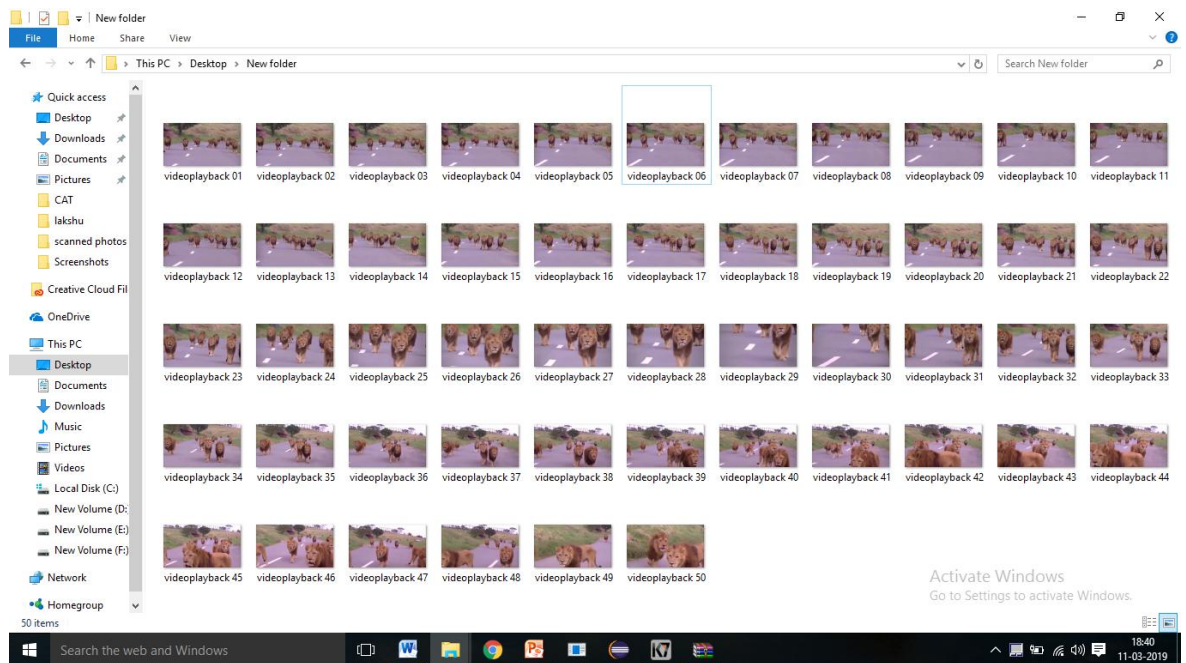 New folder
File Home Share View
This PC > Desktop > New folder
Search New folder
Quick access
Desktop
Downloads
Documents
Pictures
CAT
lakshu
scanned photos
Screenshots
Creative Cloud Fil
OneDrive
This PC
Desktop
Documents
Downloads
Music
Pictures
Videos
Local Disk (C:)
New Volume (D:
New Volume (E:)
New Volume (F:)
Network
Homegroup
videoplayback 01 videoplayback 02 videoplayback 03 videoplayback 04 videoplayback 05 videoplayback 06 videoplayback 07 videoplayback 08 videoplayback 09 videoplayback 10 videoplayback 11
videoplayback 12 videoplayback 13 videoplayback 14 videoplayback 15 videoplayback 16 videoplayback 17 videoplayback 18 videoplayback 19 videoplayback 20 videoplayback 21 videoplayback 22
videoplayback 23 videoplayback 24 videoplayback 25 videoplayback 26 videoplayback 27 videoplayback 28 videoplayback 29 videoplayback 30 videoplayback 31 videoplayback 32 videoplayback 33
videoplayback 34 videoplayback 35 videoplayback 36 videoplayback 37 videoplayback 38 videoplayback 39 videoplayback 40 videoplayback 41 videoplayback 42 videoplayback 43 videoplayback 44
videoplayback 45 videoplayback 46 videoplayback 47 videoplayback 48 videoplayback 49 videoplayback 50
Activate Windows
Go to Settings to activate Windows.
50 items
Search the web and Windows
18:40
11-03-2019